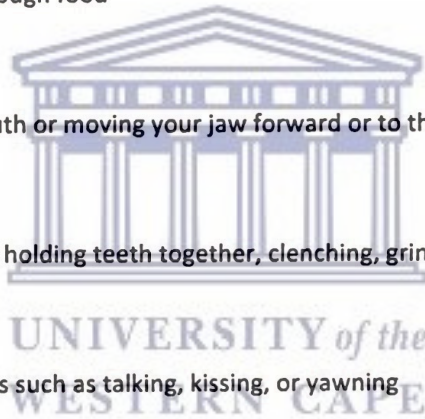 ough food
uth or moving your jaw forward or to th
holding teeth together, clenching, grin
UNIVERSITY of the
s such as talking, kissing, or yawning
WESTERN CAPE